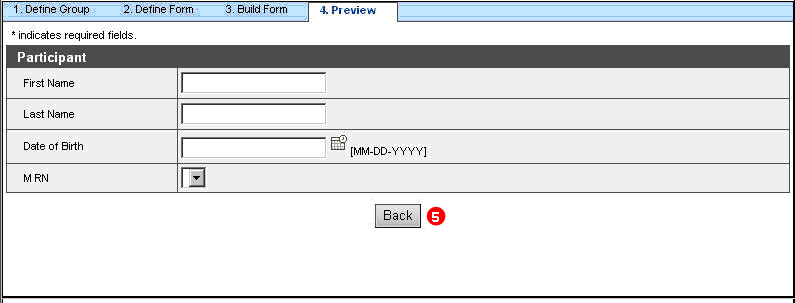 1. Define Group 2. Define Form 3. Build Form 4. Preview
* indicates required fields.
Participant
First Name
Last Name
Date of Birth [MM-DD-YYYY]
MRN
Back 5